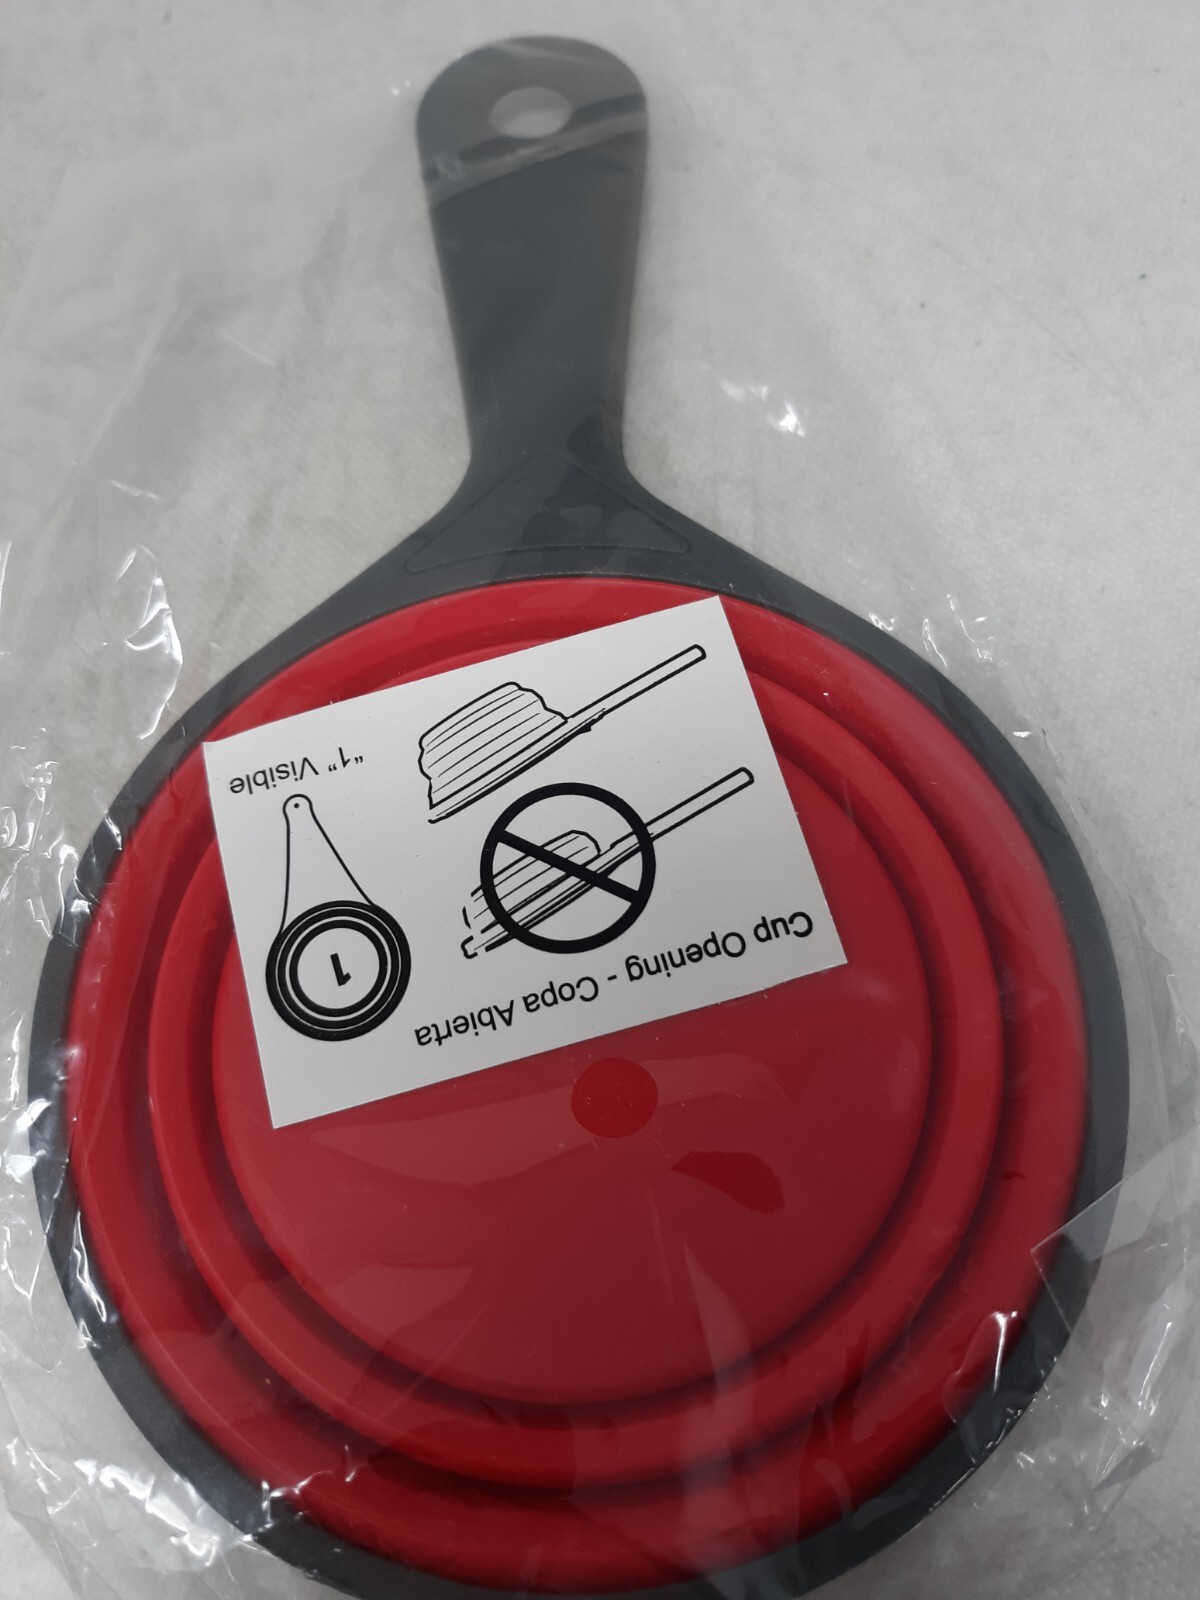 Cup Opening - Copa Abierta
1
"1" Visible